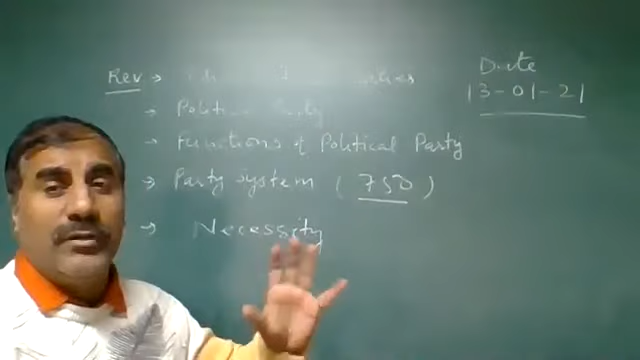 Rev →
Date
13-01-21
→ Political Party
→ Functions of Political Party
→ Party System ( 750 )
→ Necessity